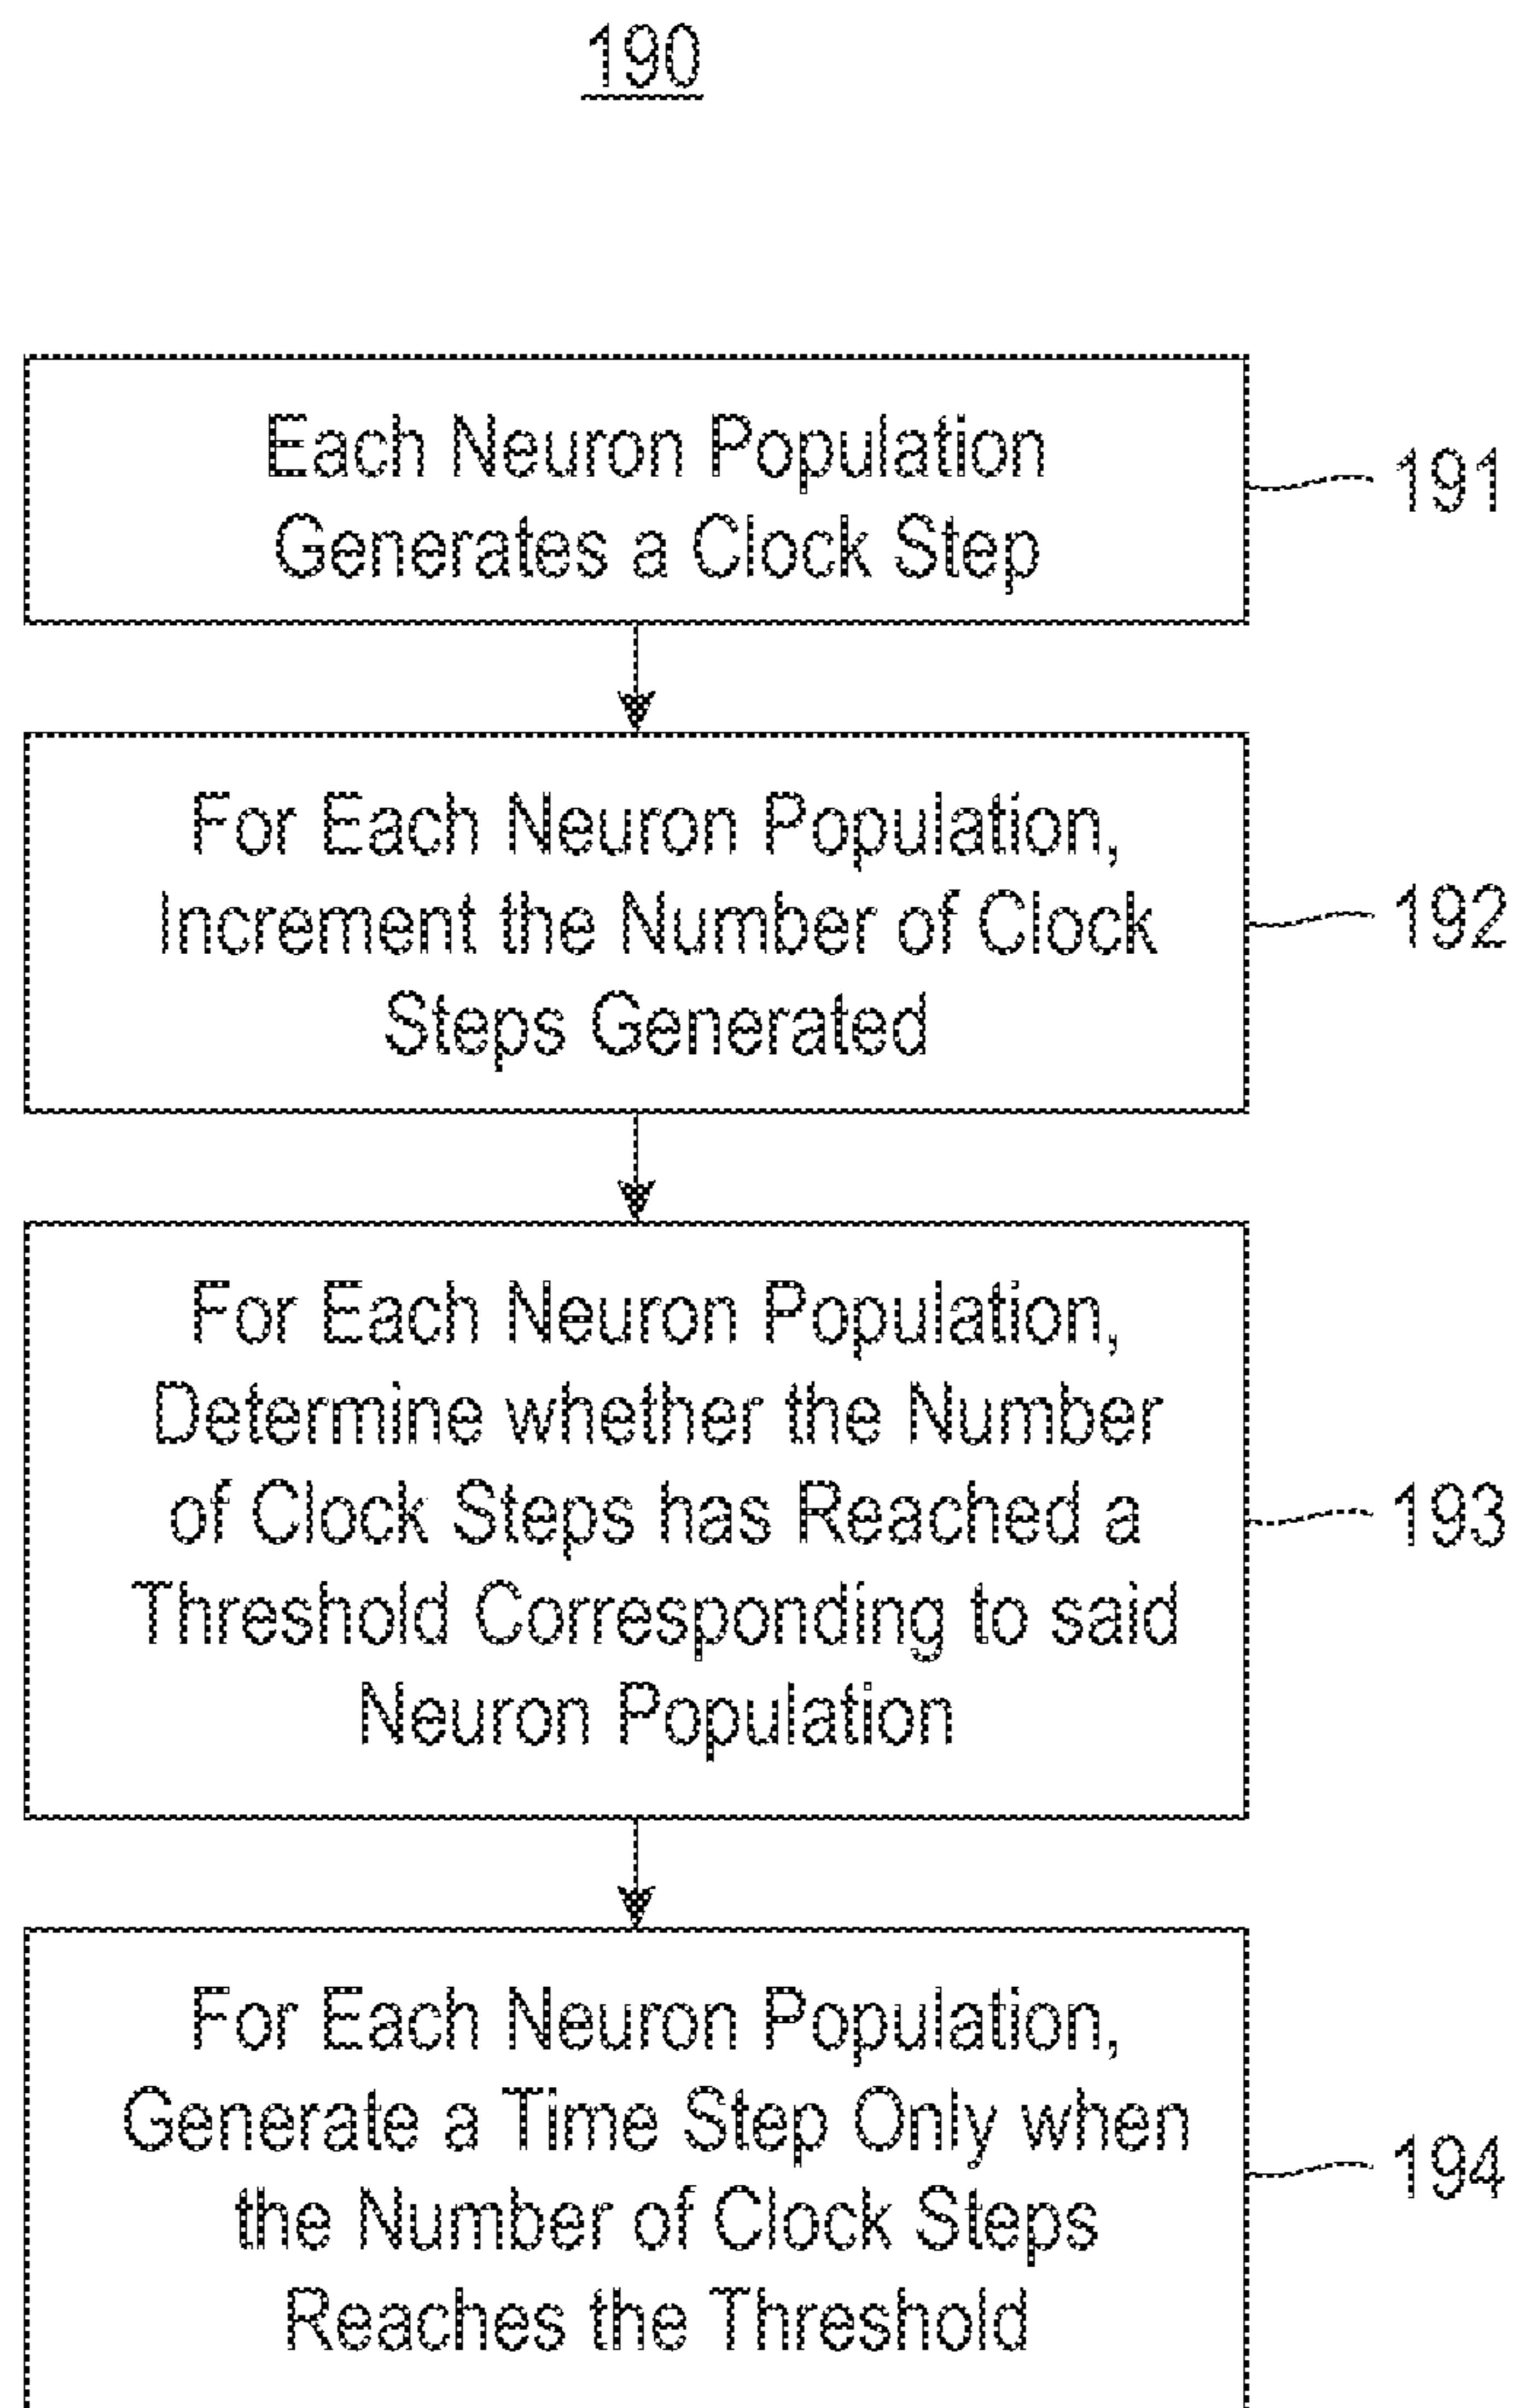 190
Each Neuron Population
Generates a Clock Step
191
For Each Neuron Population,
Increment the Number of Clock
Steps Generated
192
For Each Neuron Population,
Determine whether the Number
of Clock Steps has Reached a
Threshold Corresponding to said
Neuron Population
193
For Each Neuron Population,
Generate a Time Step Only when
the Number of Clock Steps
Reaches the Threshold
194